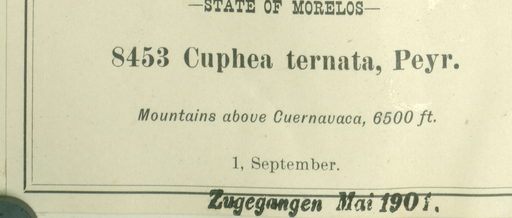 —STATE OF MORELOS—
8453 Cuphea ternata, Peyr.
Mountains above Cuernavaca, 6500 ft.
1, September.
Zugegangen Mai 1901.